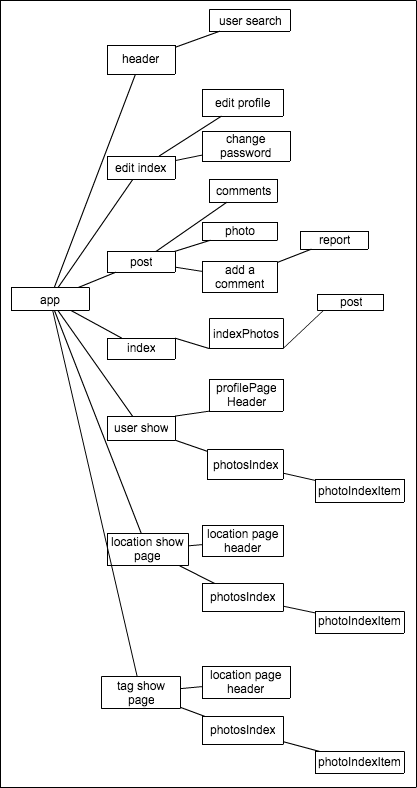 user search
header
edit profile
edit index
change
password
comments
photo
post
report
add a
comment
app
post
indexPhotos
index
profilePage
Header
user show
photosIndex
photoIndexItem
location show
page
location page
header
photosIndex
photoIndexItem
tag show
page
location page
header
photosIndex
photoIndexItem